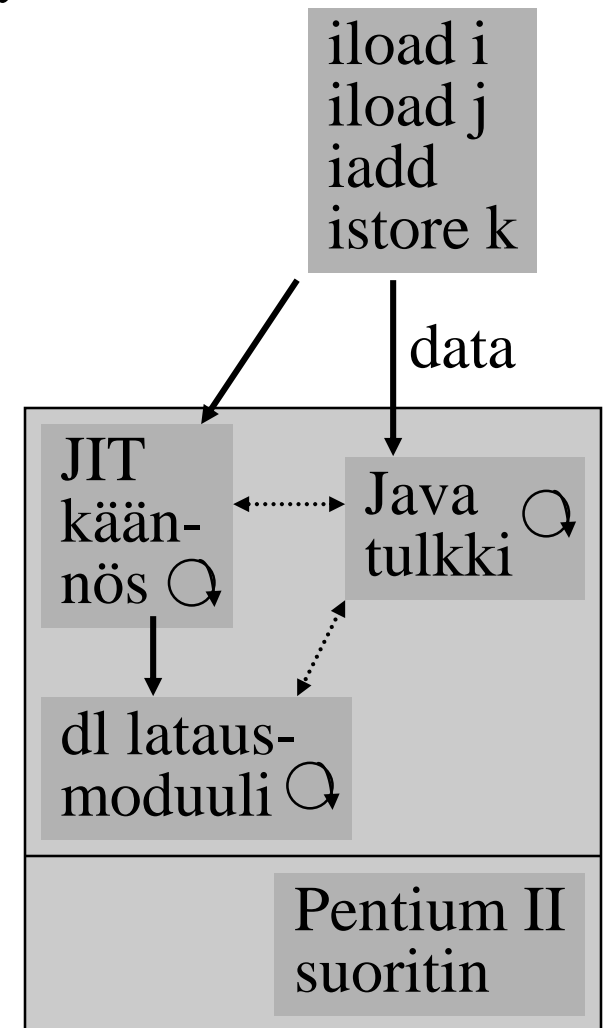 iload i
iload j
iadd
istore k
data
JIT
kään-
nös
Java
tulkki
dl lataus-
moduuli
Pentium II
suoritin